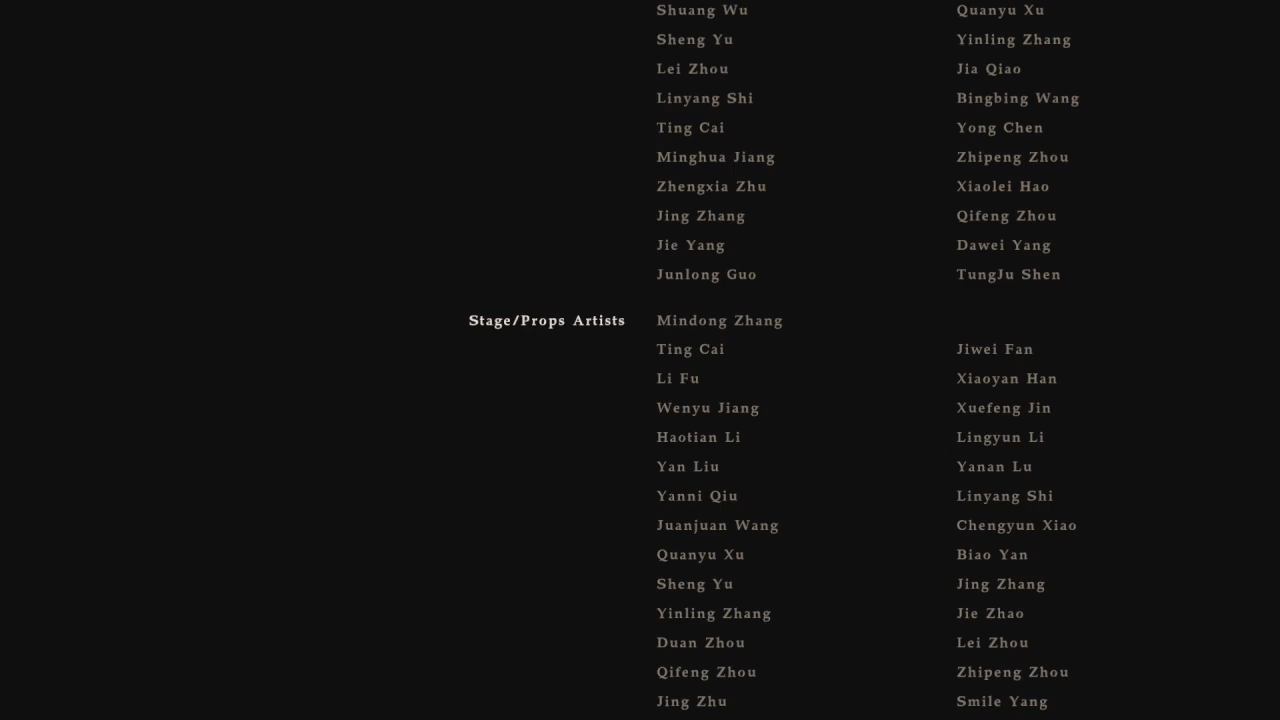 Shuang Wu Quanyu Xu
Sheng Yu Yinling Zhang
Lei Zhou Jia Qiao
Linyang Shi Bingbing Wang
Ting Cai Yong Chen
Minghua Jiang Zhipeng Zhou
Zhengxia Zhu Xiaolei Hao
Jing Zhang Qifeng Zhou
Jie Yang Dawei Yang
Junlong Guo TungJu Shen
Stage/Props Artists Mindong Zhang
Ting Cai Jiwei Fan
Li Fu Xiaoyan Han
Wenyu Jiang Xuefeng Jin
Haotian Li Lingyun Li
Yan Liu Yanan Lu
Yanni Qiu Linyang Shi
Juanjuan Wang Chengyun Xiao
Quanyu Xu Biao Yan
Sheng Yu Jing Zhang
Yinling Zhang Jie Zhao
Duan Zhou Lei Zhou
Qifeng Zhou Zhipeng Zhou
Jing Zhu Smile Yang